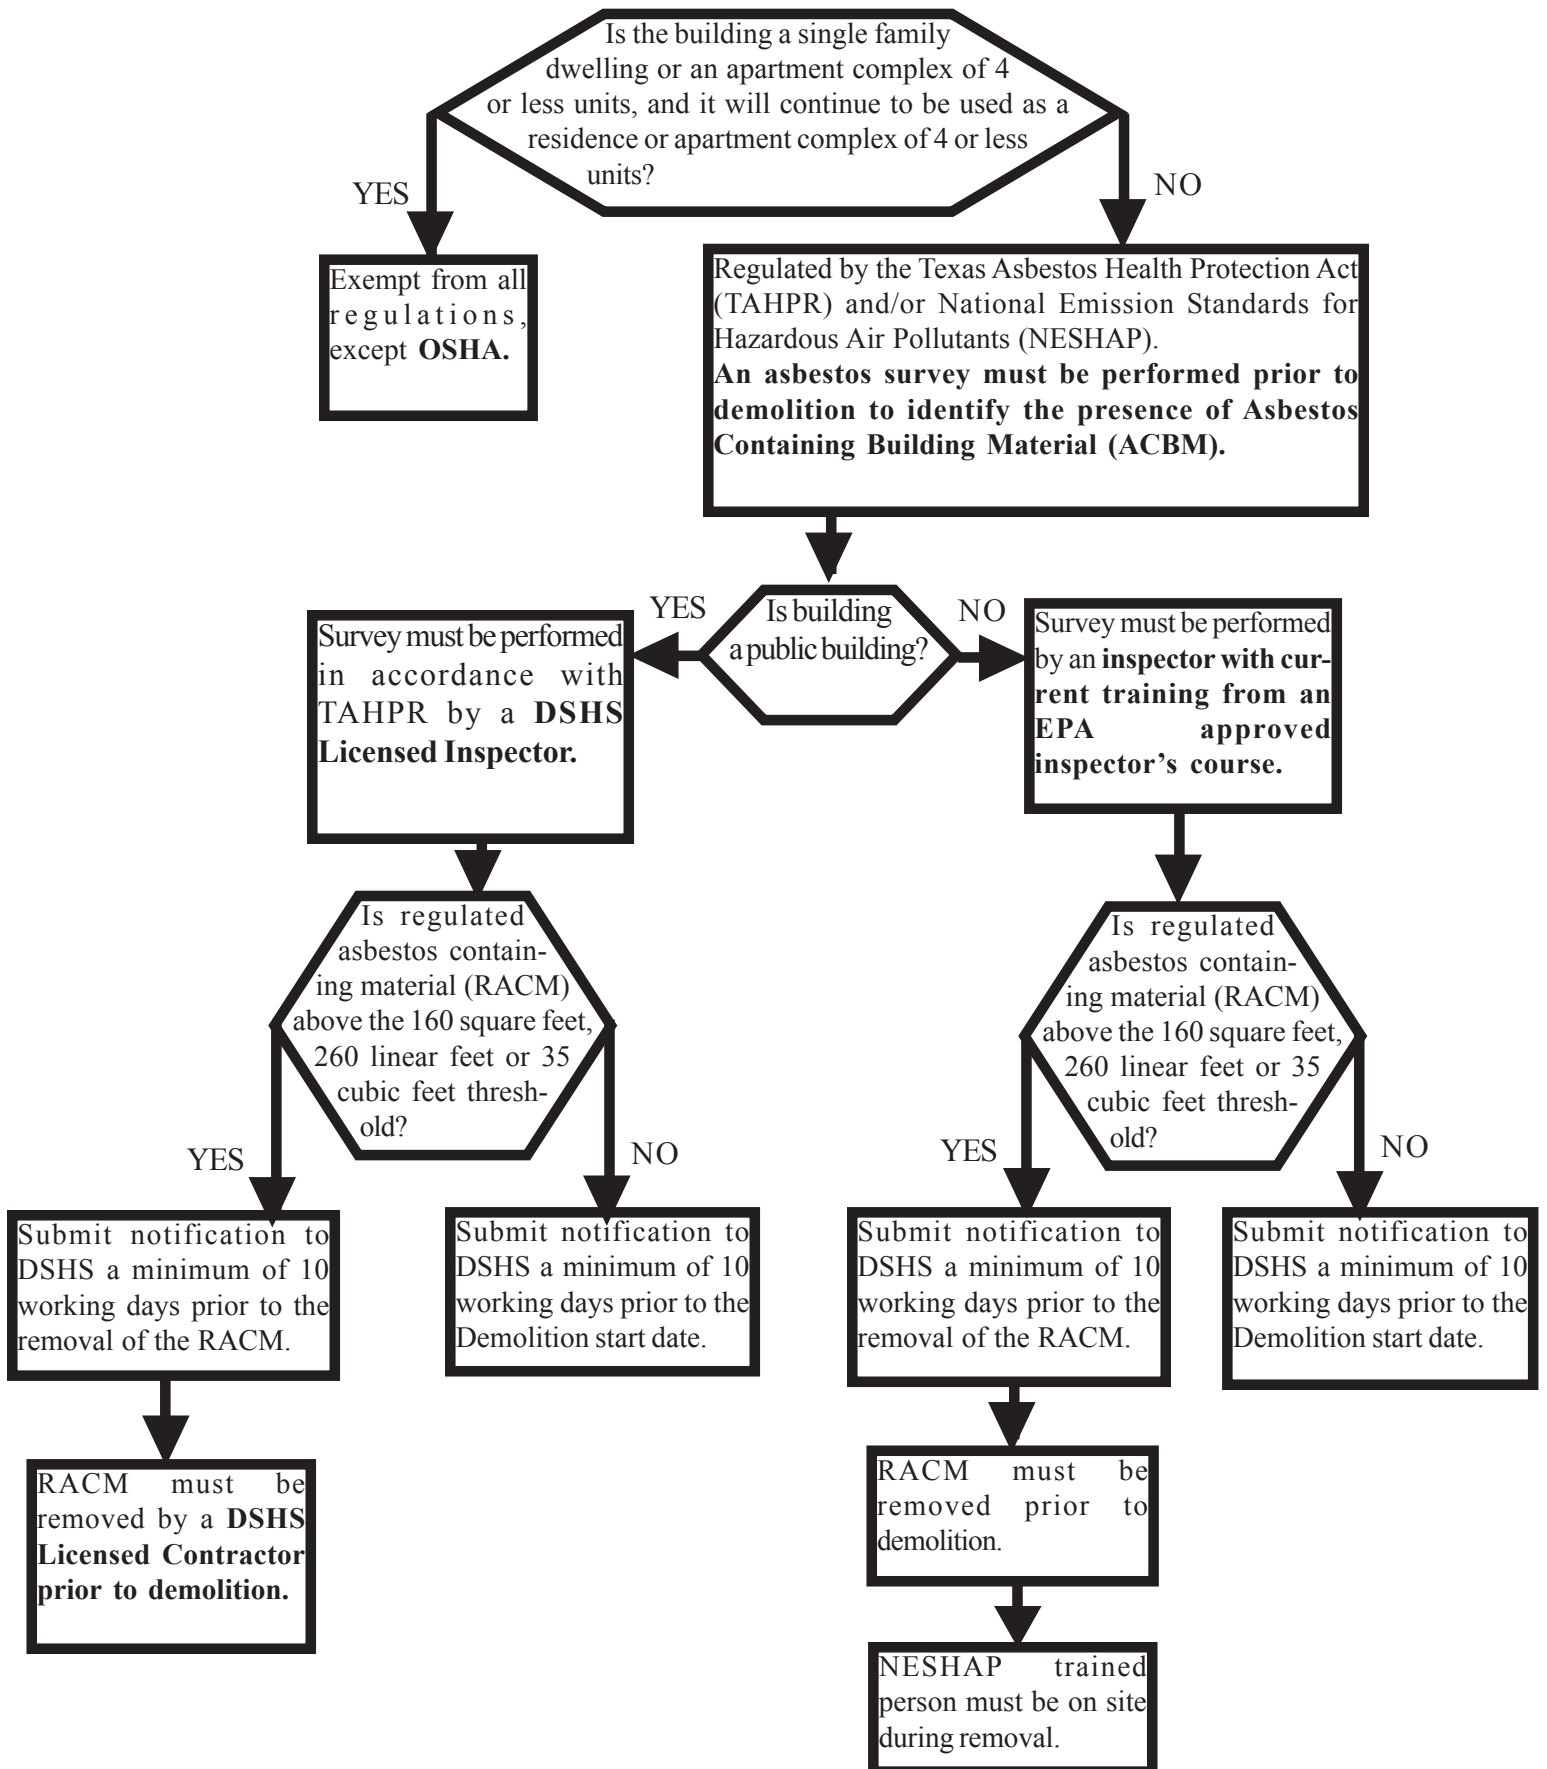 Is the building a single family
dwelling or an apartment complex of 4
or less units, and it will continue to be used as a
residence or apartment complex of 4 or less
units?
YES
NO
Exempt from all
regulations,
except OSHA.
Regulated by the Texas Asbestos Health Protection Act
(TAHPR) and/or National Emission Standards for
Hazardous Air Pollutants (NESHAP).
An asbestos survey must be performed prior to
demolition to identify the presence of Asbestos
Containing Building Material (ACBM).
Is building
a public building?
YES
NO
Survey must be performed
in accordance with
TAHPR by a DSHS
Licensed Inspector.
Survey must be performed
by an inspector with cur-
rent training from an
EPA approved
inspector's course.
Is regulated
asbestos contain-
ing material (RACM)
above the 160 square feet,
260 linear feet or 35
cubic feet thresh-
old?
YES
NO
Is regulated
asbestos contain-
ing material (RACM)
above the 160 square feet,
260 linear feet or 35
cubic feet thresh-
old?
YES
NO
Submit notification to
DSHS a minimum of 10
working days prior to the
removal of the RACM.
Submit notification to
DSHS a minimum of 10
working days prior to the
Demolition start date.
Submit notification to
DSHS a minimum of 10
working days prior to the
removal of the RACM.
Submit notification to
DSHS a minimum of 10
working days prior to the
Demolition start date.
RACM must be
removed by a DSHS
Licensed Contractor
prior to demolition.
RACM must be
removed prior to
demolition.
NESHAP trained
person must be on site
during removal.